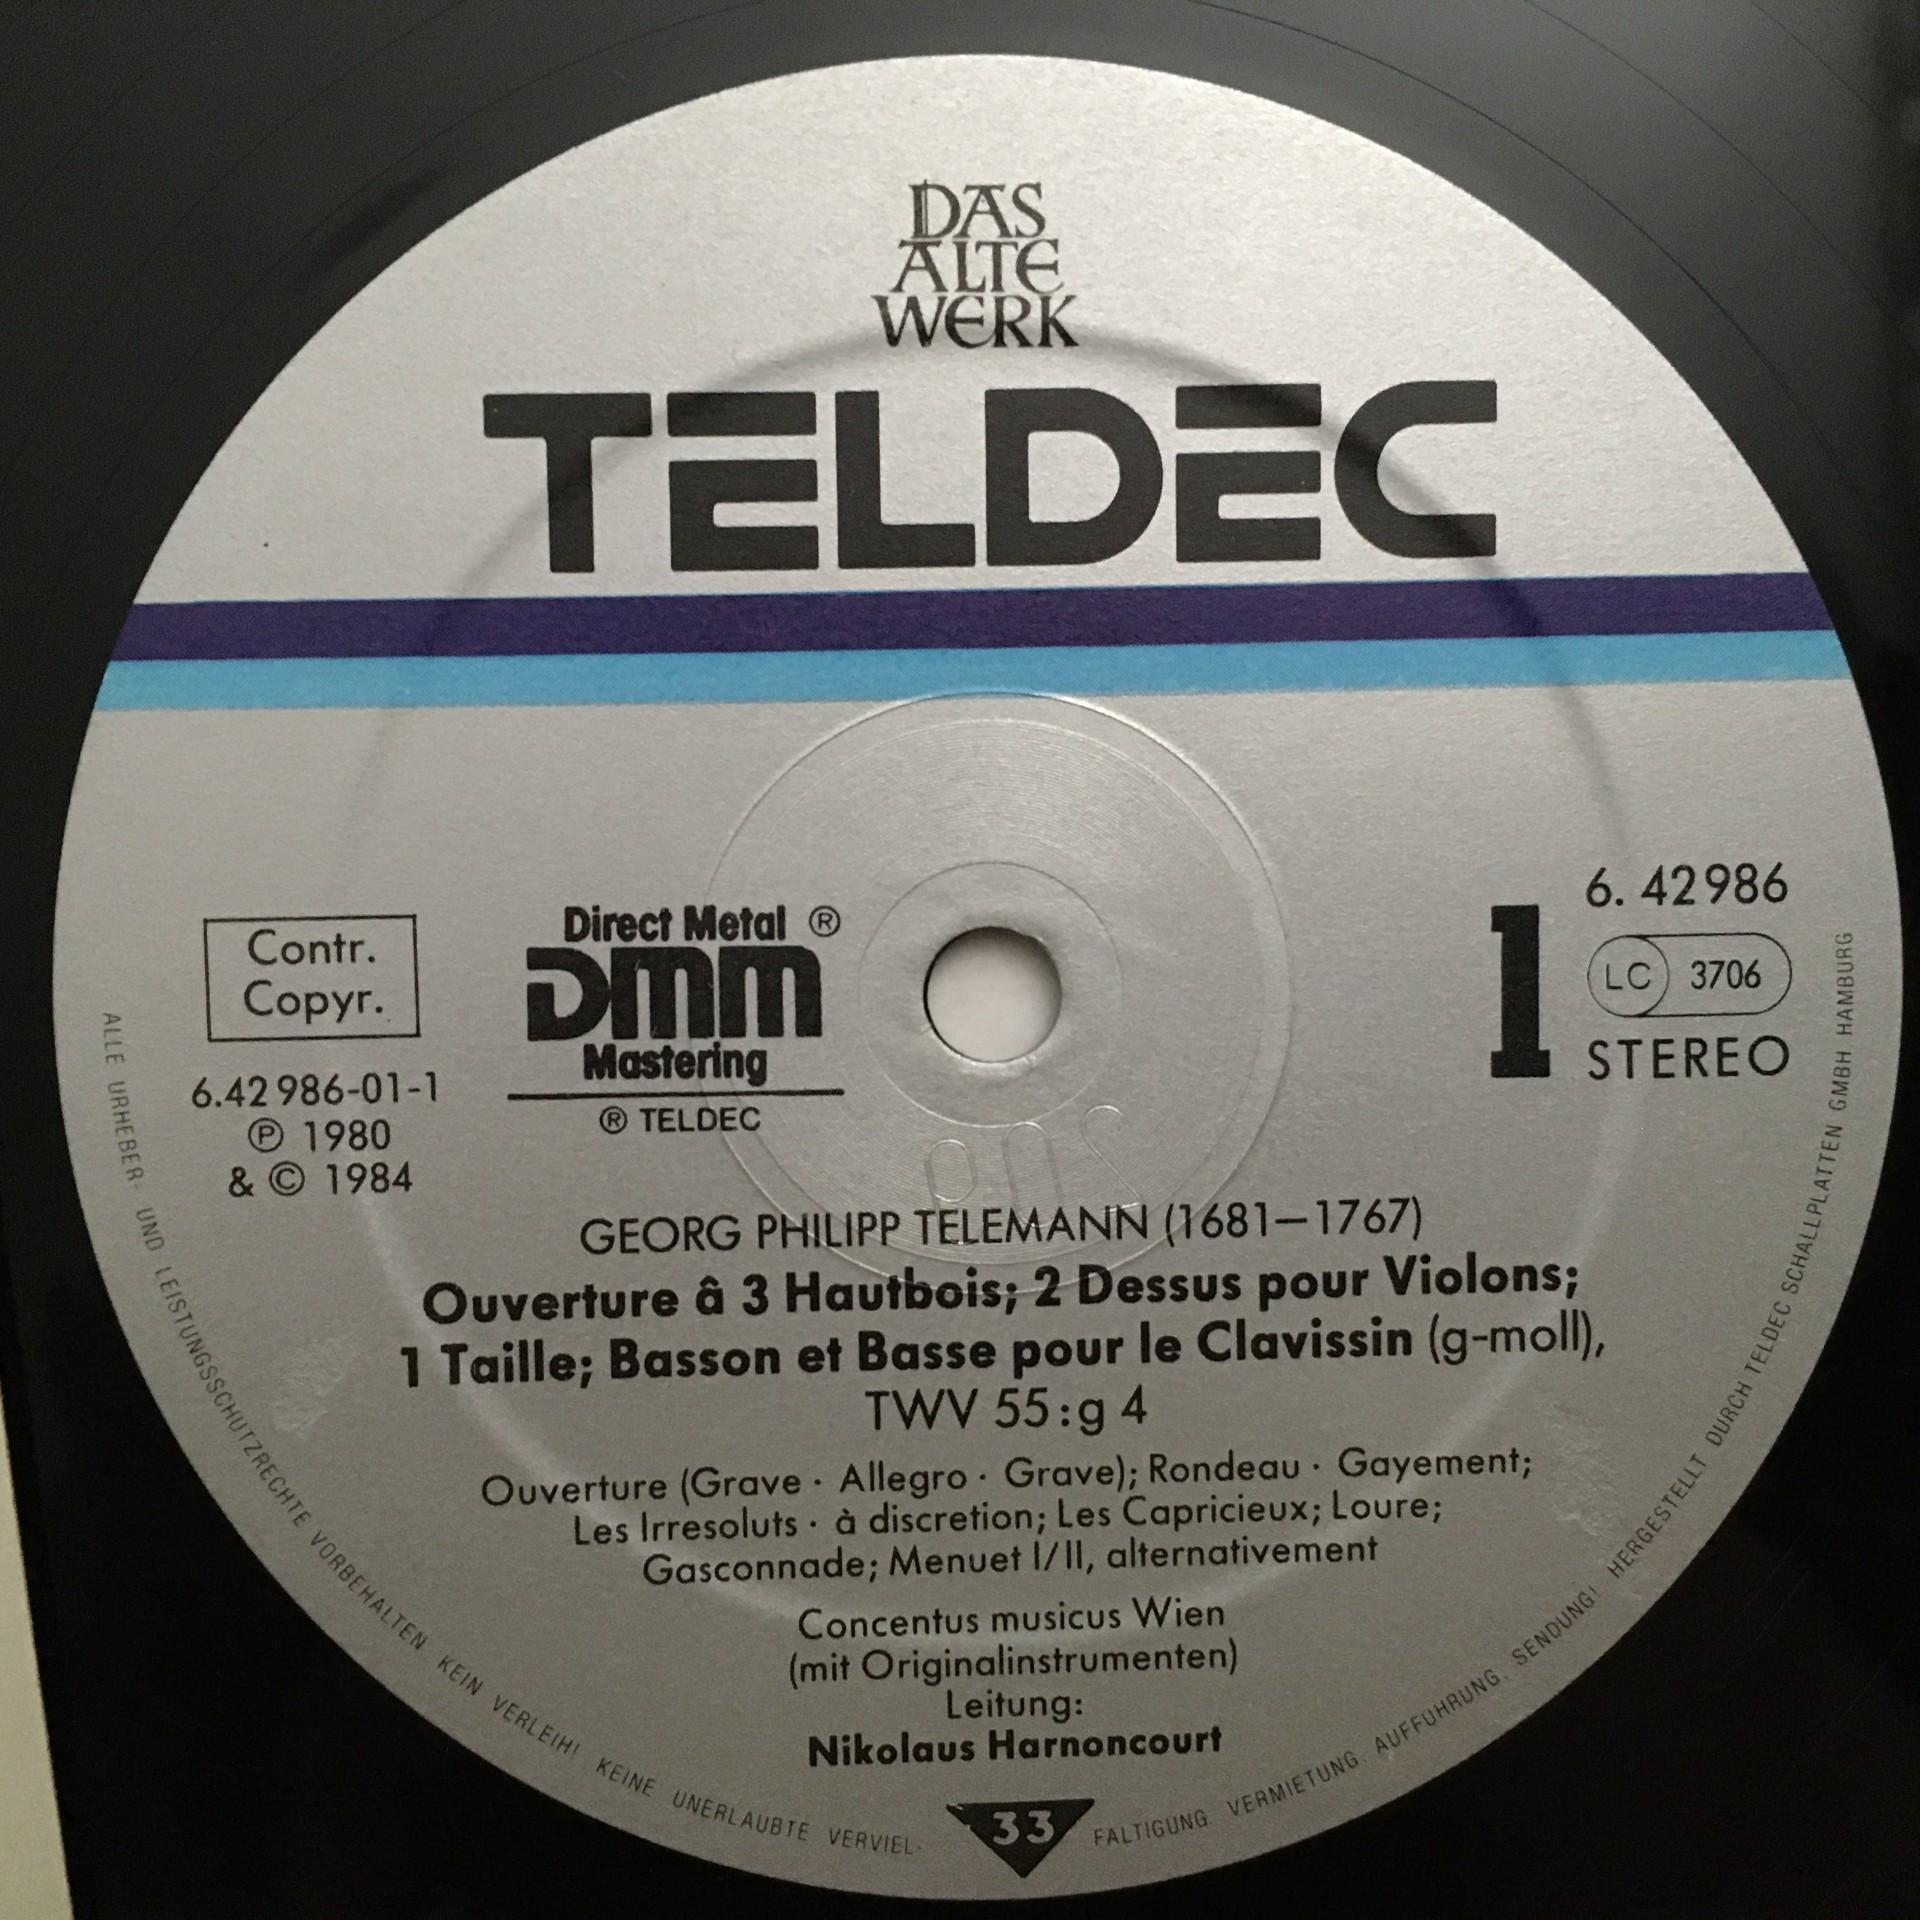 DAS
ALTE
WERK
TELDEC
Contr.
Copyr.
6.42 986-01-1
℗ 1980
& © 1984
Direct Metal ®
DMM
Mastering
® TELDEC
1
6. 42986
LC 3706
STEREO
GEORG PHILIPP TELEMANN (1681–1767)
Ouverture â 3 Hautbois; 2 Dessus pour Violons;
1 Taille; Basson et Basse pour le Clavissin (g-moll),
TWV 55:g 4
Ouverture (Grave · Allegro · Grave); Rondeau · Gayement;
Les Irresoluts · à discretion; Les Capricieux; Loure;
Gasconnade; Menuet I/II, alternativement
Concentus musicus Wien
(mit Originalinstrumenten)
Leitung:
Nikolaus Harnoncourt
33
ALLE URHEBER- UND LEISTUNGSSCHUTZRECHTE VORBEHALTEN KEIN VERLEIH! KEINE UNERLAUBTE VERVIEL- FALTIGUNG. VERMIETUNG. AUFFUHRUNG. SENDUNG! HERGESTELLT DURCH TELDEC SCHALLPLATTEN GMBH HAMBURG